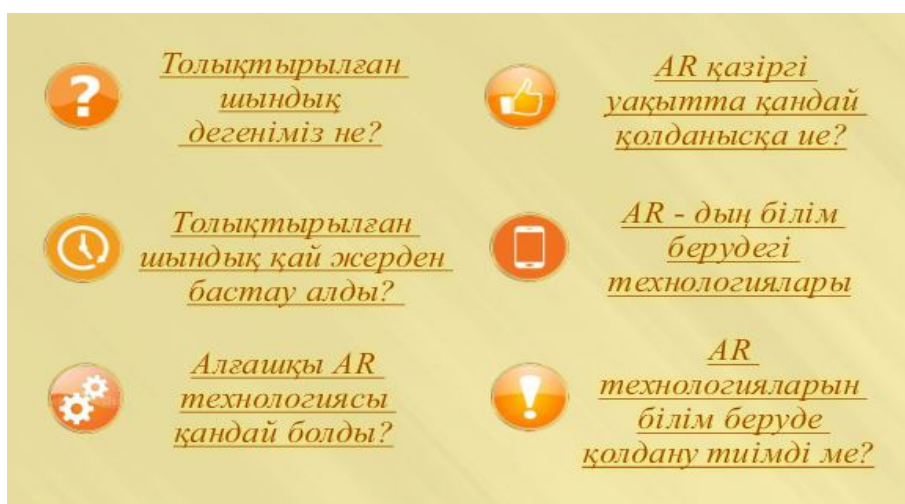 Толықтырылған
шындық
дегеніміз не?
Толықтырылған
шындық қай жерден
бастау алды?
Алғашқы AR
технологиясы
қандай болды?
AR қазіргі
уақытта қандай
қолданысқа ие?
AR - дың білім
берудегі
технологиялары
AR
технологияларын
білім беруде
қолдану тиімді ме?